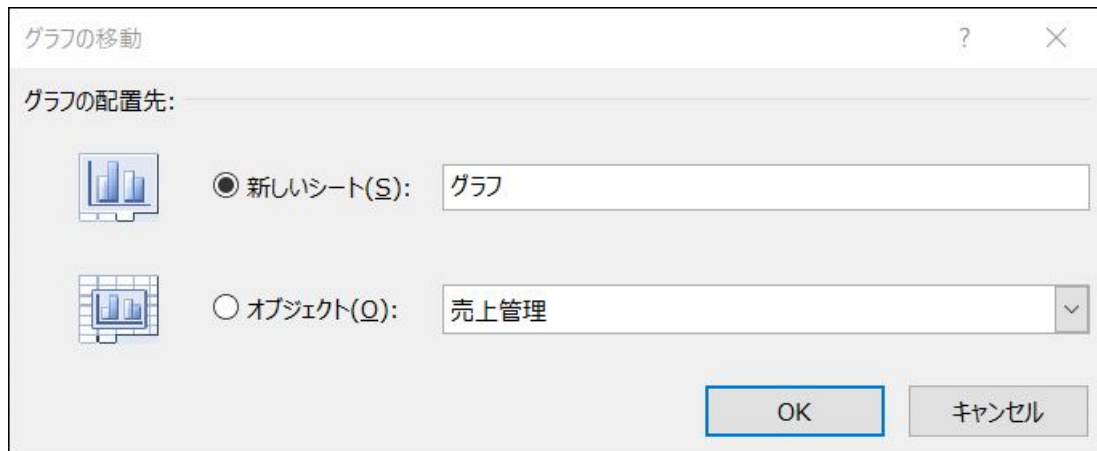 グラフの移動 ?
グラフの配置先:
新しいシート(S): グラフ
オブジェクト(O): 売上管理
OK キャンセル